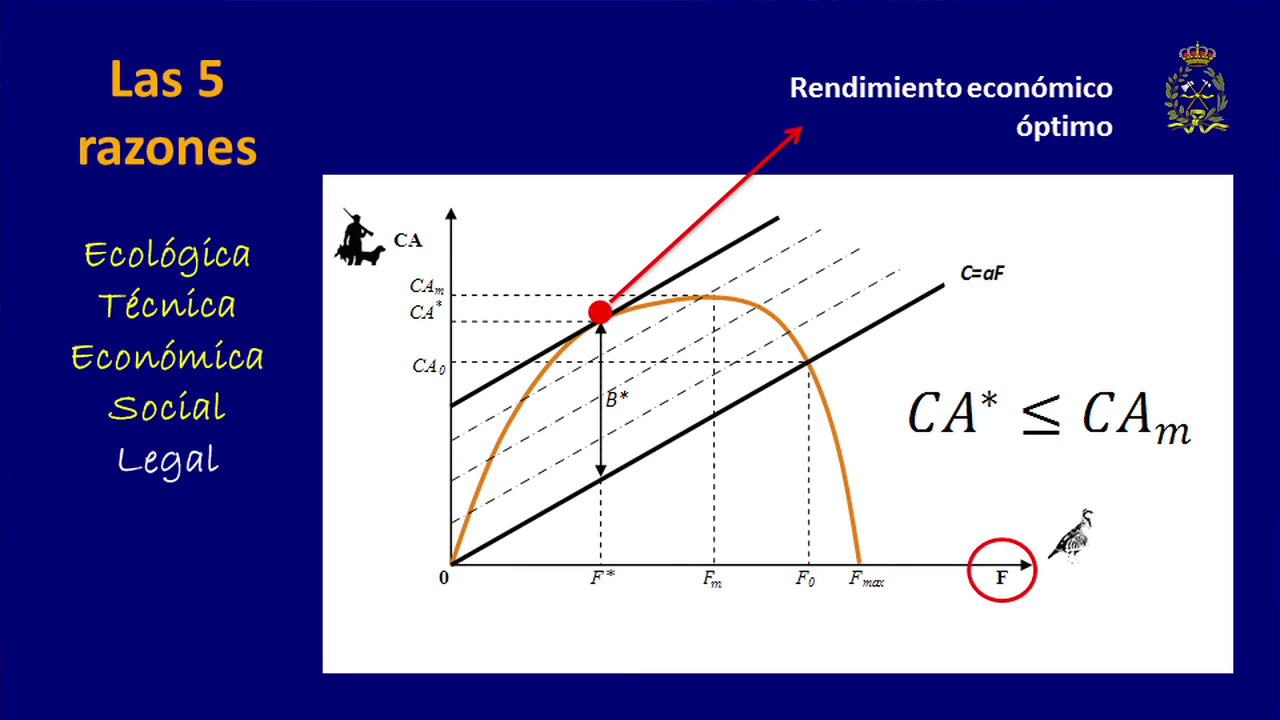 Las 5
razones
Ecológica
Técnica
Económica
Social
Legal
Rendimiento económico
óptimo
CA
CAm
CA*
CA0
C=aF
B*
CA* ≤ CAm
0
F*
Fm
F0
Fmax
F